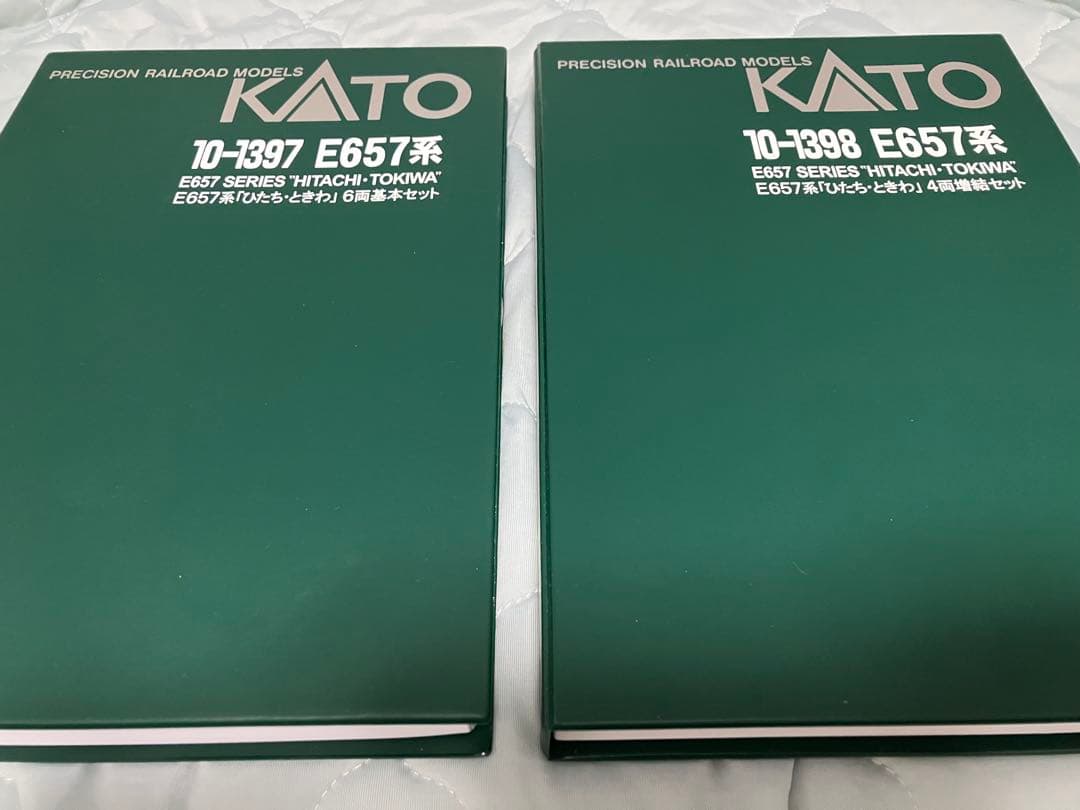 PRECISION RAILROAD MODELS
KATO
10-1397 E657系
E657 SERIES "HITACHI・TOKIWA"
E657系「ひたち・ときわ」6両基本セット
PRECISION RAILROAD MODELS
KATO
10-1398 E657系
E657 SERIES "HITACHI・TOKIWA"
E657系「ひたち・ときわ」4両増結セット